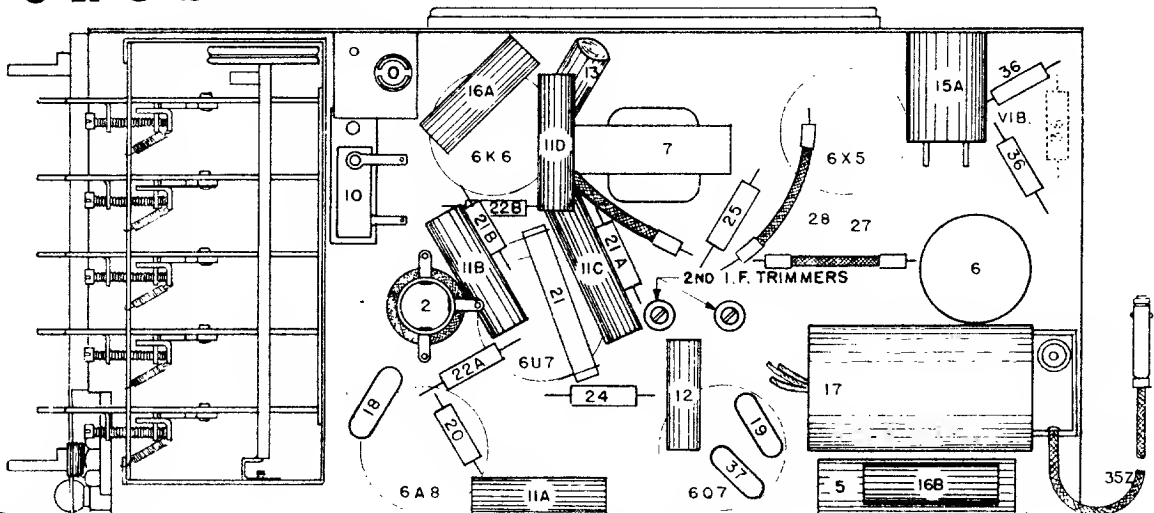 36
15A
13
16A
VIB.
11D
7
6K6
6X5
10
36
22B
25
21B
28
27
21A
11B
11C
6
2ND I.F. TRIMMERS
21
2
6U7
22A
17
24
12
18
19
20
37
35Z
5
16B
6A8
6Q7
11A